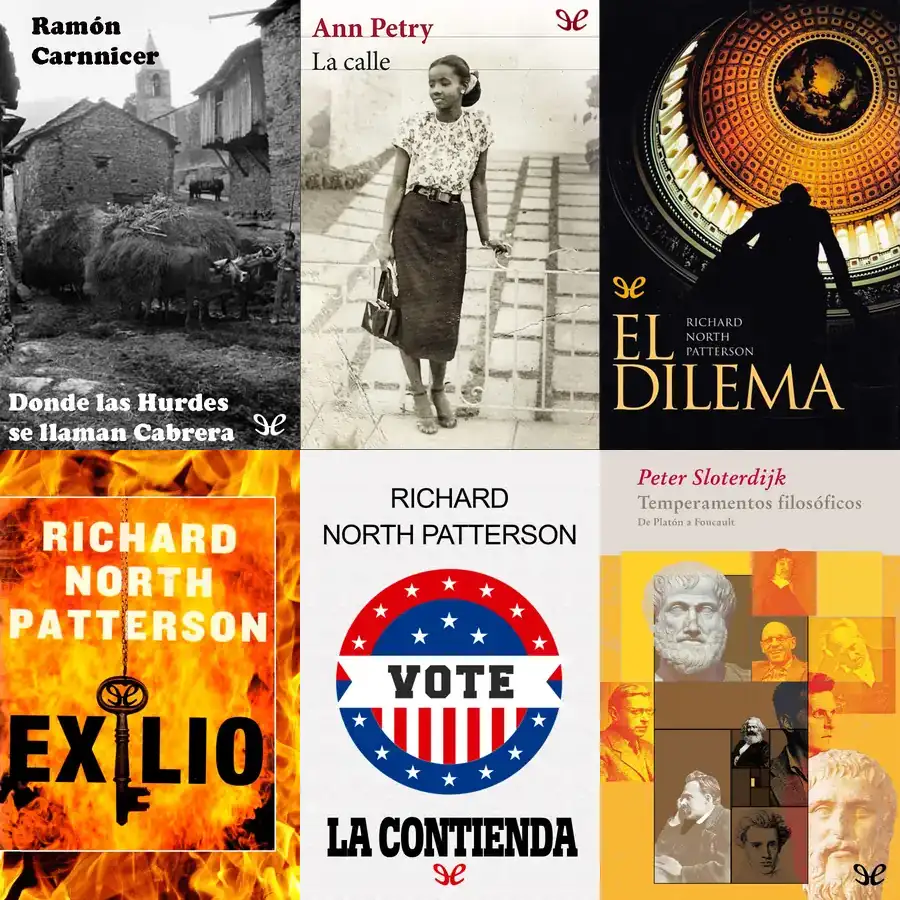 Ramón
Carnnicer
Donde las Hurdes
se llaman Cabrera
Ann Petry
La calle
EL
DILEMA
RICHARD
NORTH
PATTERSON
RICHARD
NORTH
PATTERSON
EXILIO
RICHARD
NORTH PATTERSON
VOTE
LA CONTIENDA
Peter Sloterdijk
Temperamentos filosóficos
De Platón a Foucault